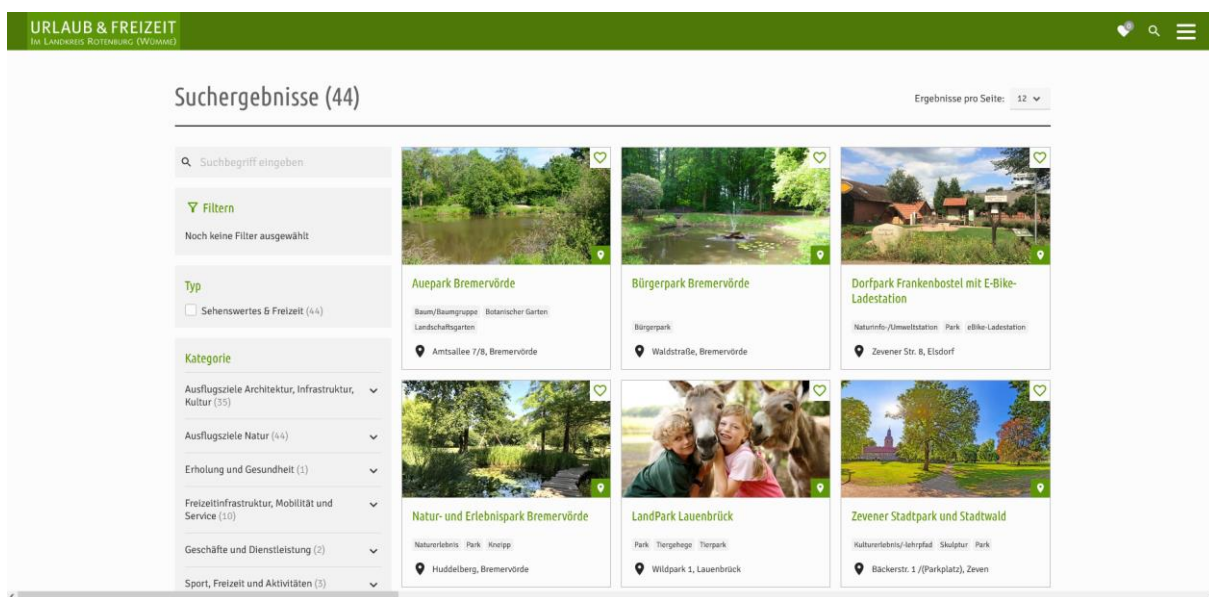 URLAUB & FREIZEIT
IM LANDKREIS ROTENBURG (WÜMME)
0
Suchergebnisse (44)
Ergebnisse pro Seite: 12
Suchbegriff eingeben
Filtern
Noch keine Filter ausgewählt
Typ
Sehenswertes & Freizeit (44)
Kategorie
Ausflugsziele Architektur, Infrastruktur,
Kultur (35)
Ausflugsziele Natur (44)
Erholung und Gesundheit (1)
Freizeitinfrastruktur, Mobilität und
Service (10)
Geschäfte und Dienstleistung (2)
Sport, Freizeit und Aktivitäten (3)
Auepark Bremervörde
Baum/Baumgruppe Botanischer Garten
Landschaftsgarten
Amtsallee 7/8, Bremervörde
Bürgerpark Bremervörde
Bürgerpark
Waldstraße, Bremervörde
Dorfpark Frankenbostel mit E-Bike-
Ladestation
Naturinfo-/Umweltstation Park eBike-Ladestation
Zevener Str. 8, Elsdorf
Natur- und Erlebnispark Bremervörde
Naturerlebnis Park Kneipp
Huddelberg, Bremervörde
LandPark Lauenbrück
Park Tiergehege Tierpark
Wildpark 1, Lauenbrück
Zevener Stadtpark und Stadtwald
Kulturerlebnis/-lehrpfad Skulptur Park
Bäckerstr. 1 /(Parkplatz), Zeven